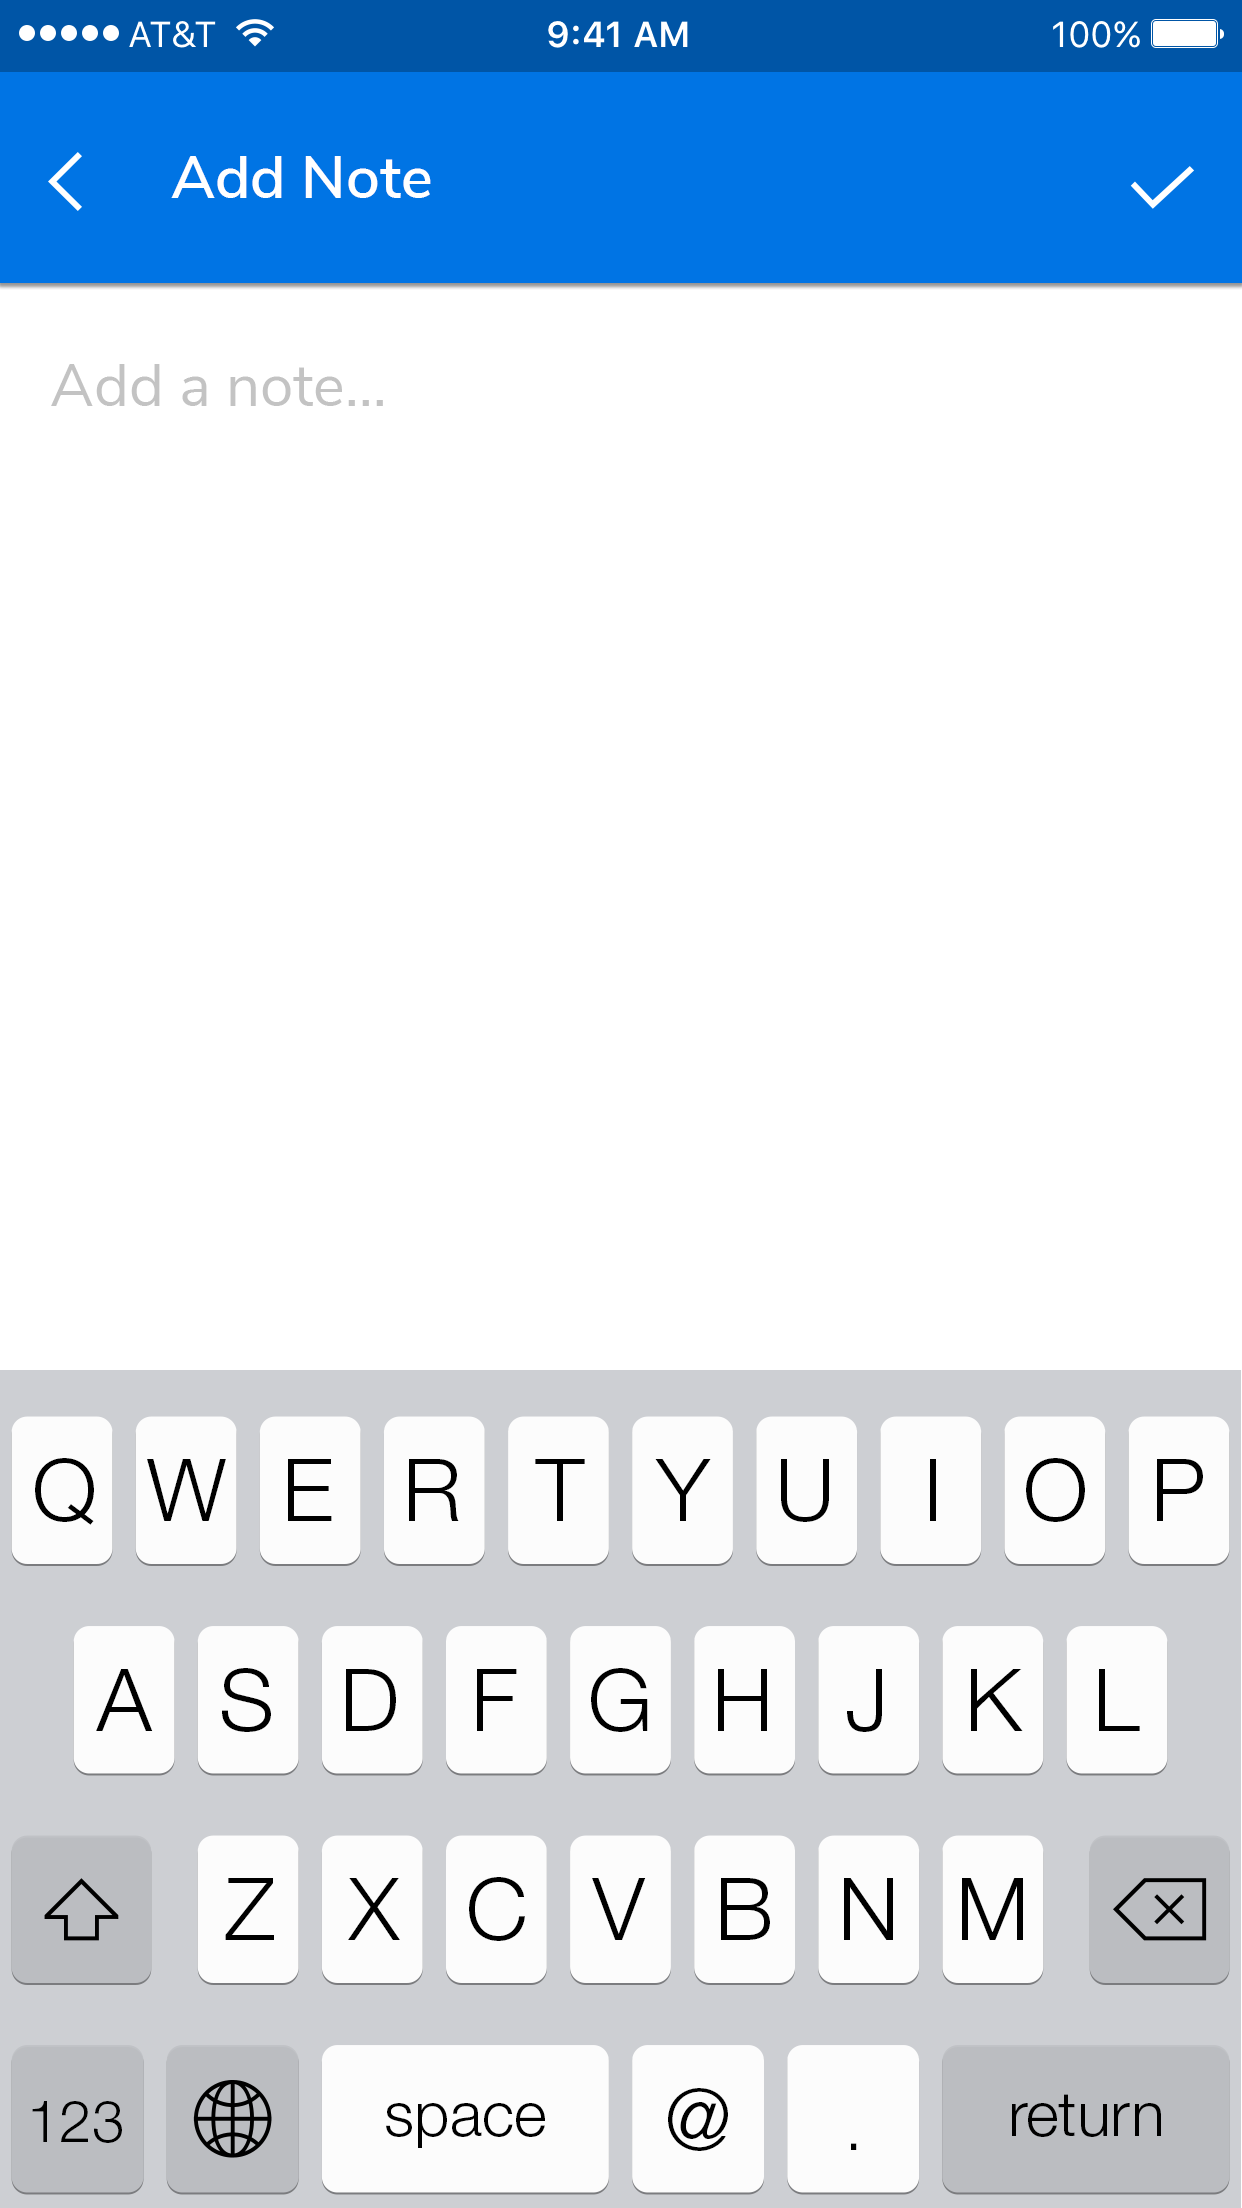 AT&T 9:41 AM 100%
Add Note
Add a note...
Q W E R T Y U I O P
A S D F G H J K L
Z X C V B N M
123 space @ . return